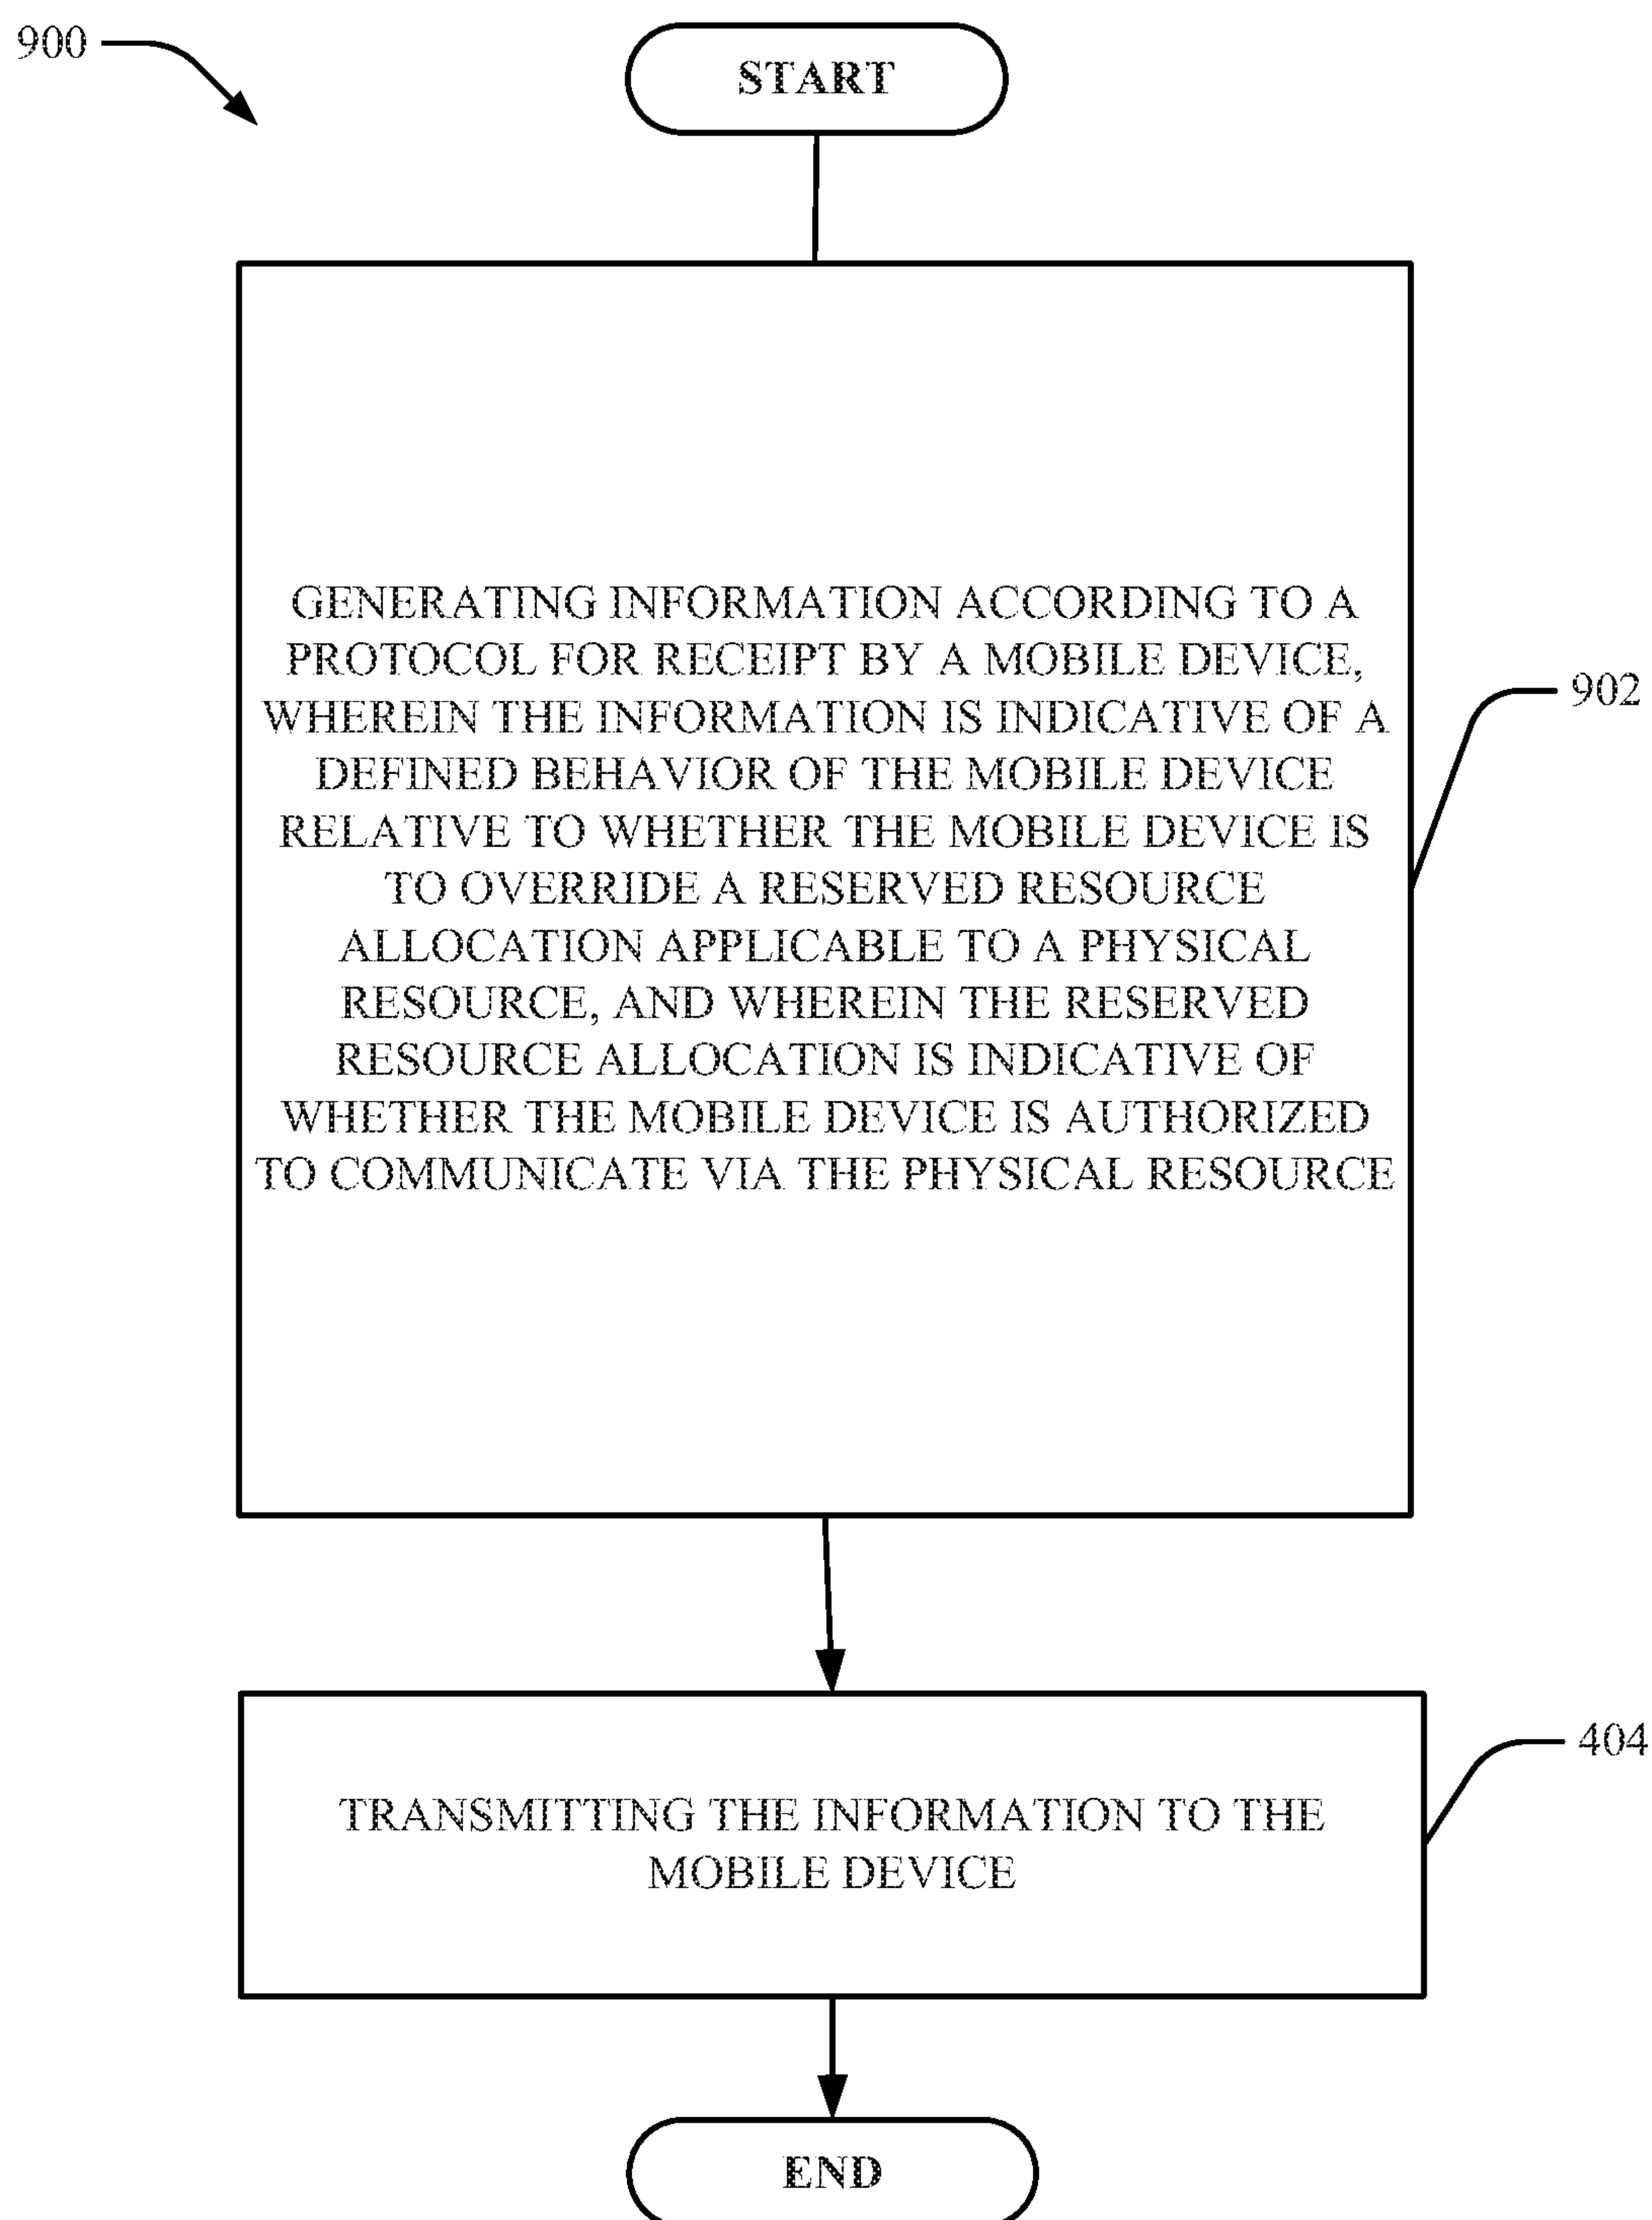 900
START
GENERATING INFORMATION ACCORDING TO A
PROTOCOL FOR RECEIPT BY A MOBILE DEVICE,
WHEREIN THE INFORMATION IS INDICATIVE OF A
DEFINED BEHAVIOR OF THE MOBILE DEVICE
RELATIVE TO WHETHER THE MOBILE DEVICE IS
TO OVERRIDE A RESERVED RESOURCE
ALLOCATION APPLICABLE TO A PHYSICAL
RESOURCE, AND WHEREIN THE RESERVED
RESOURCE ALLOCATION IS INDICATIVE OF
WHETHER THE MOBILE DEVICE IS AUTHORIZED
TO COMMUNICATE VIA THE PHYSICAL RESOURCE
902
TRANSMITTING THE INFORMATION TO THE
MOBILE DEVICE
404
END